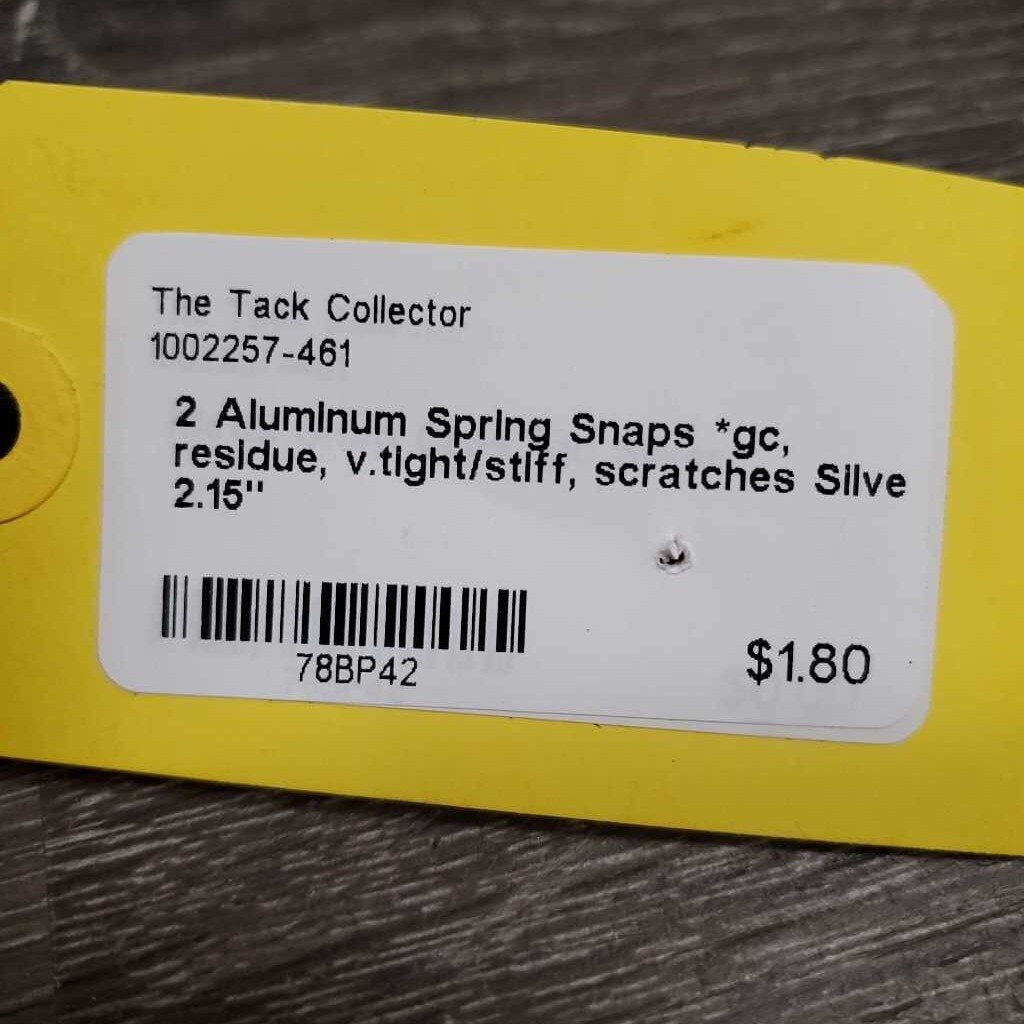 The Tack Collector
1002257-461
2 Aluminum Spring Snaps *gc,
residue, v.tight/stiff, scratches Silve
2.15"
78BP42
$1.80